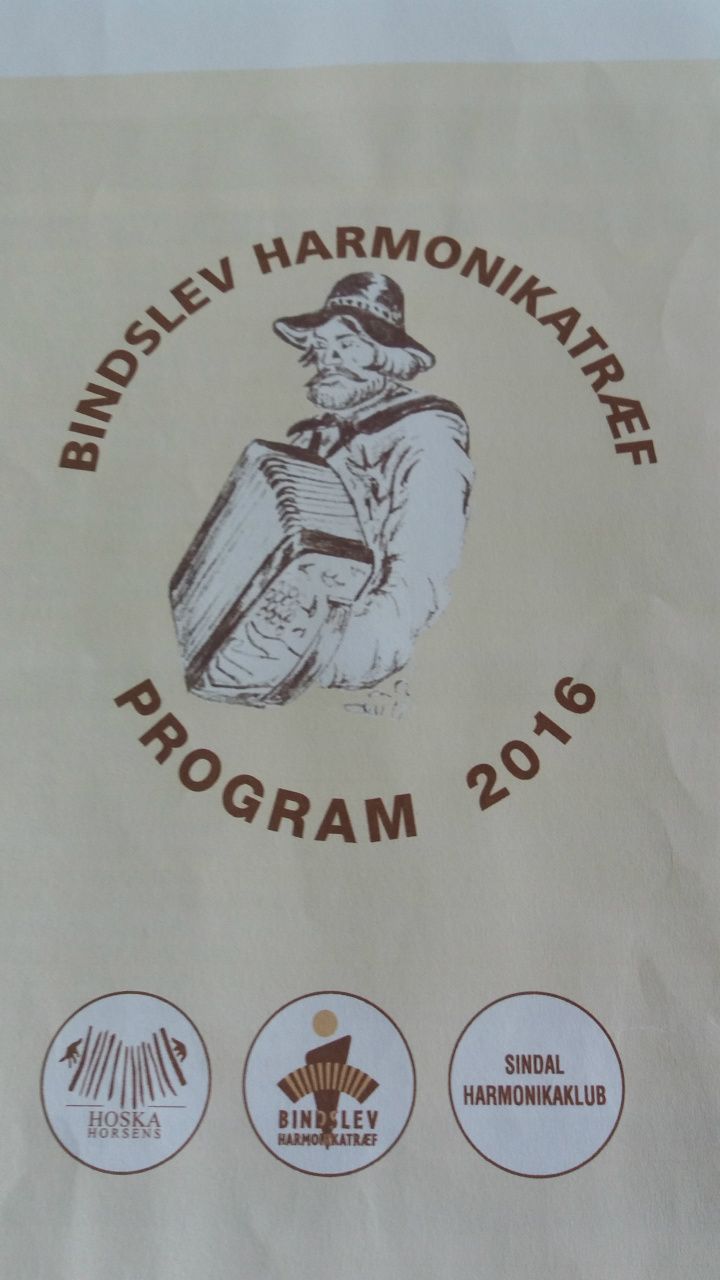 BINDSLEV HARMONIKATRÆF
PROGRAM 2016
HOSKA
HORSENS
BINDSLEV
HARMONIKATRÆF
SINDAL
HARMONIKAKLUB